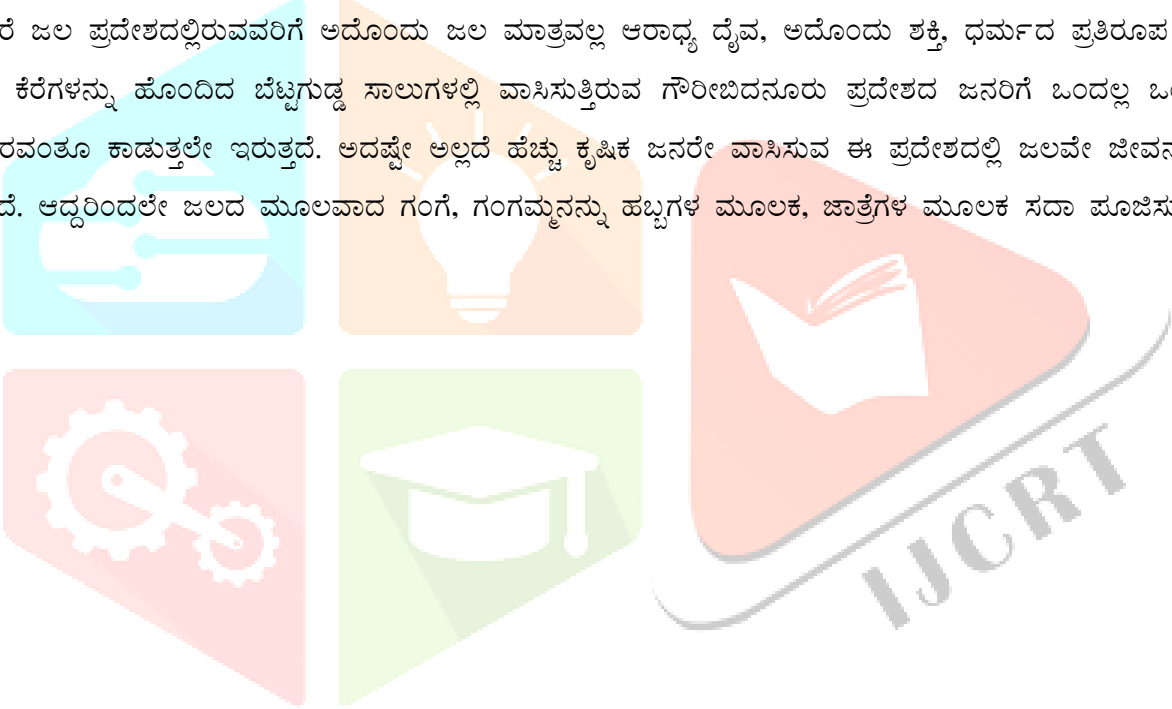 ಜಲ ಪ್ರದೇಶದಲ್ಲಿರುವವರಿಗೆ ಅದೊಂದು ಜಲ ಮಾತ್ರವಲ್ಲ ಆರಾಧ್ಯ ದೈವ, ಅದೊಂದು ಶಕ್ತಿ, ಧರ್ಮದ ಪ್ರತಿರೂಪ
ಕೆರೆಗಳನ್ನು ಹೊಂದಿದ ಬೆಟ್ಟಗುಡ್ಡ ಸಾಲುಗಳಲ್ಲಿ ವಾಸಿಸುತ್ತಿರುವ ಗೌರೀಬಿದನೂರು ಪ್ರದೇಶದ ಜನರಿಗೆ ಒಂದಲ್ಲ
ಕಾಡುತ್ತಲೇ ಇರುತ್ತದೆ. ಅದಷ್ಟೇ ಅಲ್ಲದೆ ಹೆಚ್ಚು ಕೃಷಿಕ ಜನರೇ ವಾಸಿಸುವ ಈ ಪ್ರದೇಶದಲ್ಲಿ ಜಲವೇ
ಆದ್ದರಿಂದಲೇ ಜಲದ ಮೂಲವಾದ ಗಂಗೆ, ಗಂಗಮ್ಮನನ್ನು ಹಬ್ಬಗಳ ಮೂಲಕ, ಜಾತ್ರೆಗಳ ಮೂಲಕ ಸದಾ
IJCRT